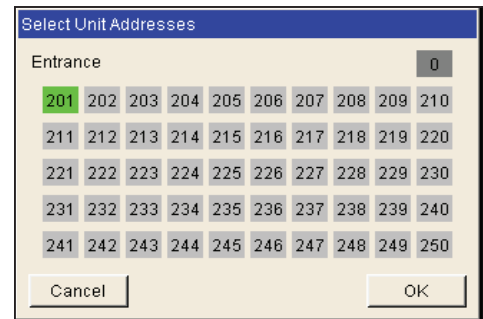 Select Unit Addresses
Entrance 0
201 202 203 204 205 206 207 208 209 210
211 212 213 214 215 216 217 218 219 220
221 222 223 224 225 226 227 228 229 230
231 232 233 234 235 236 237 238 239 240
241 242 243 244 245 246 247 248 249 250
Cancel OK